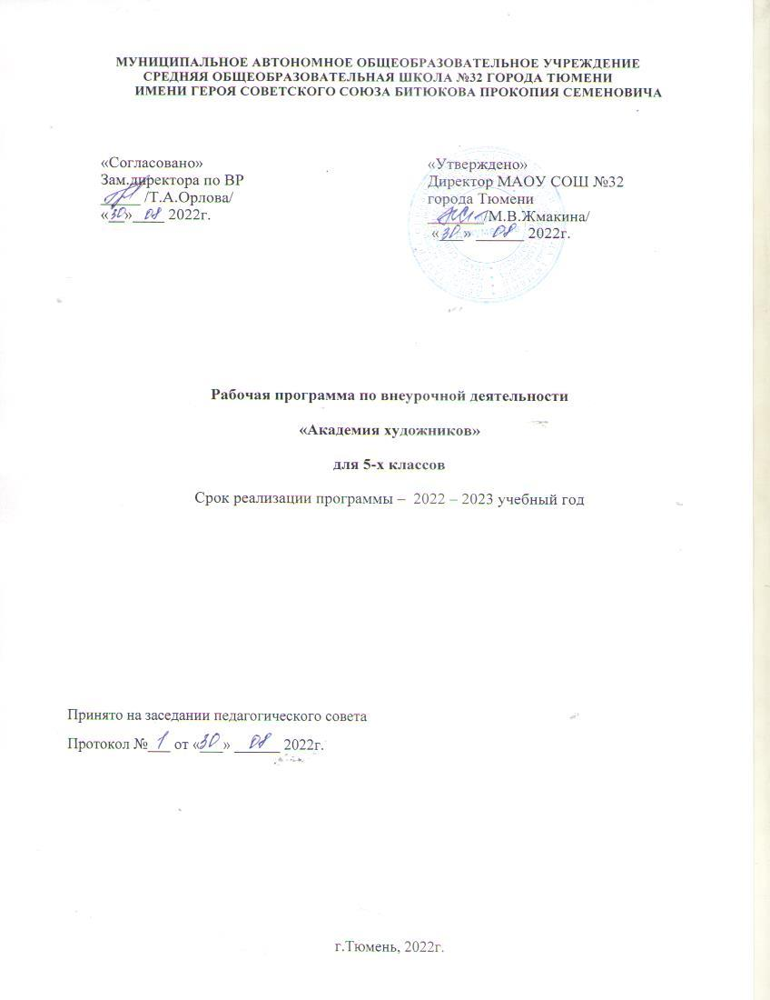 МУНИЦИПАЛЬНОЕ АВТОНОМНОЕ ОБЩЕОБРАЗОВАТЕЛЬНОЕ УЧРЕЖДЕНИЕ
СРЕДНЯЯ ОБЩЕОБРАЗОВАТЕЛЬНАЯ ШКОЛА №32 ГОРОДА ТЮМЕНИ
ИМЕНИ ГЕРОЯ СОВЕТСКОГО СОЮЗА БИТЮКОВА ПРОКОПИЯ СЕМЕНОВИЧА
«Согласовано»
Зам.директора по ВР
/Т.А.Орлова/
«30» 08 2022г.
«Утверждено»
Директор МАОУ СОШ №32
города Тюмени
/М.В.Жмакина/
«30» 08 2022г.
Рабочая программа по внеурочной деятельности
«Академия художников»
для 5-х классов
Срок реализации программы – 2022 – 2023 учебный год
Принято на заседании педагогического совета
Протокол № 1 от «30» 08 2022г.
г.Тюмень, 2022г.